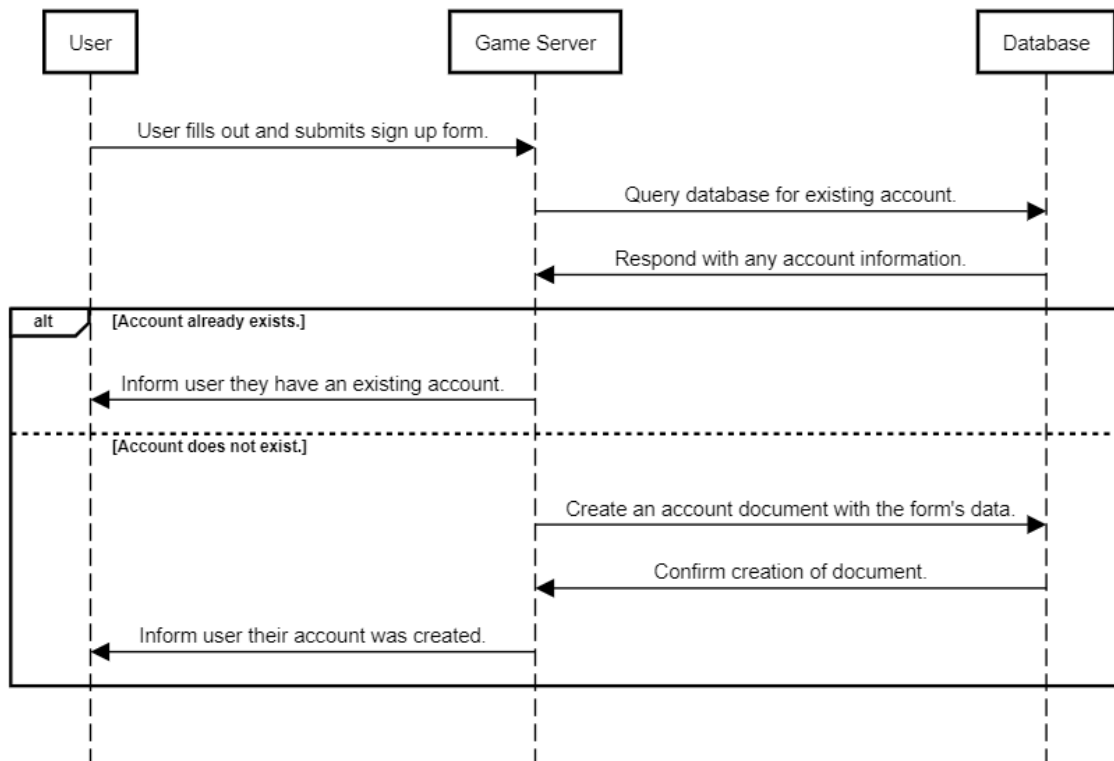 User
Game Server
Database
User fills out and submits sign up form.
Query database for existing account.
Respond with any account information.
alt
[Account already exists.]
Inform user they have an existing account.
[Account does not exist.]
Create an account document with the form's data.
Confirm creation of document.
Inform user their account was created.